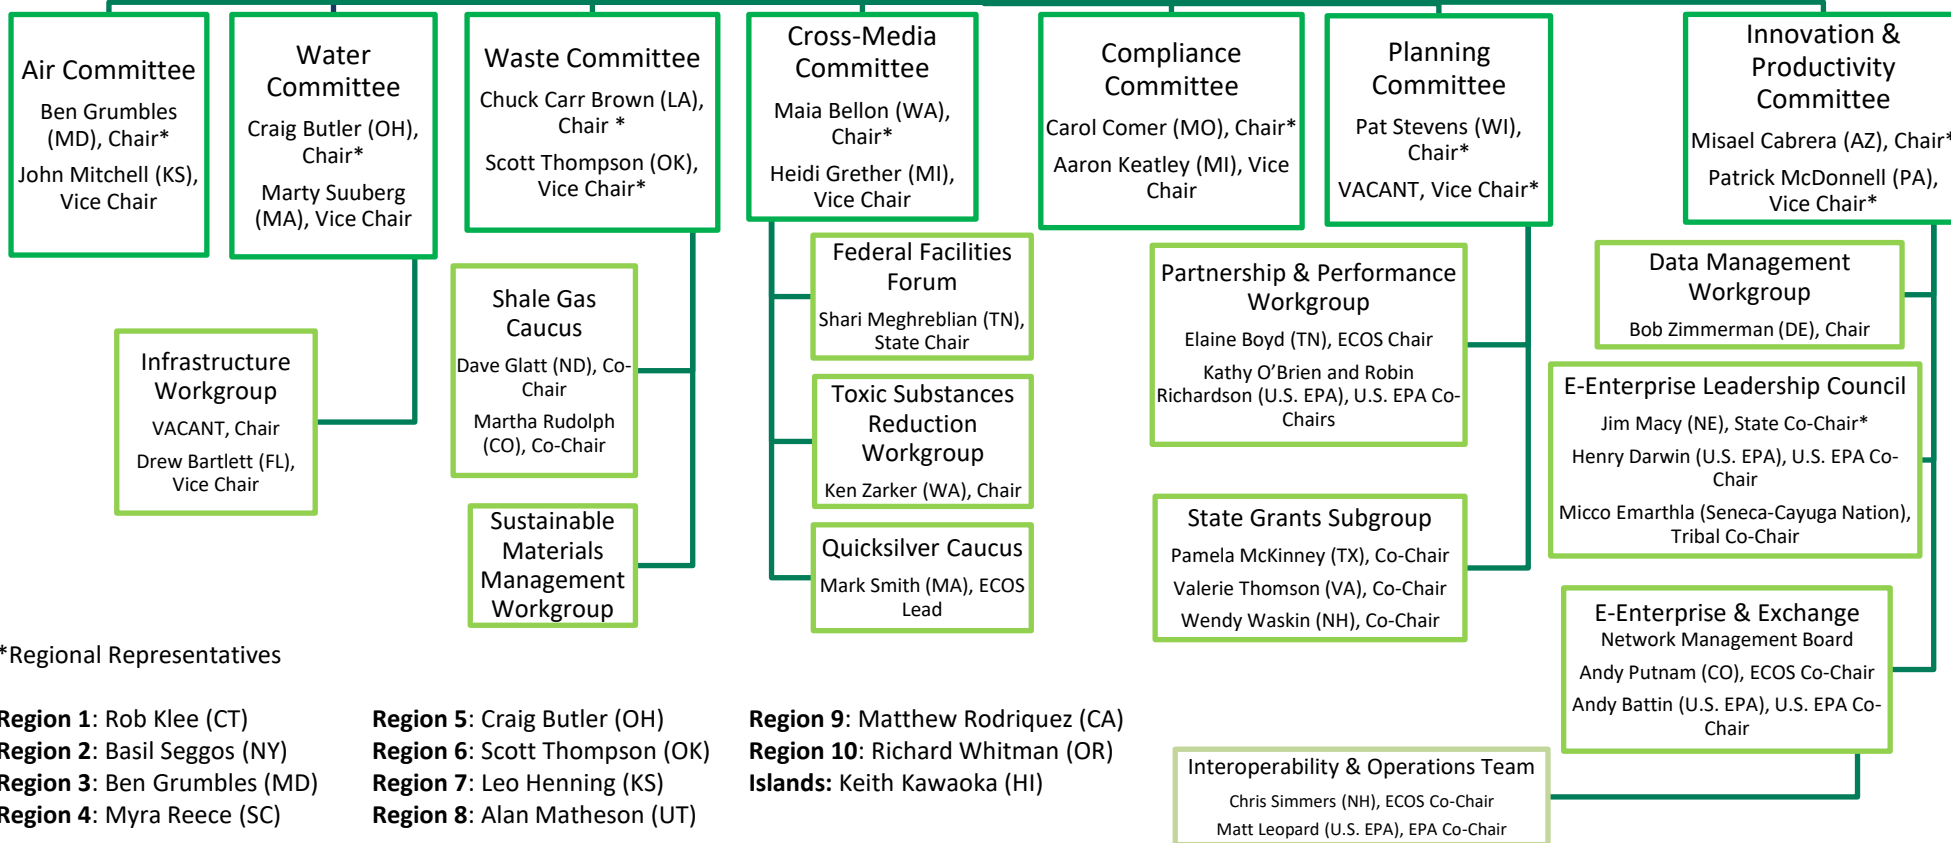 Air Committee
Ben Grumbles
(MD), Chair*
John Mitchell (KS),
Vice Chair
Water
Committee
Craig Butler (OH),
Chair*
Marty Suuberg
(MA), Vice Chair
Waste Committee
Chuck Carr Brown (LA),
Chair *
Scott Thompson (OK),
Vice Chair*
Cross-Media
Committee
Maia Bellon (WA),
Chair*
Heidi Grether (MI),
Vice Chair
Compliance
Committee
Carol Comer (MO), Chair*
Aaron Keatley (MI), Vice
Chair
Planning
Committee
Pat Stevens (WI),
Chair*
VACANT, Vice Chair*
Innovation &
Productivity
Committee
Misael Cabrera (AZ), Chair*
Patrick McDonnell (PA),
Vice Chair*
Infrastructure
Workgroup
VACANT, Chair
Drew Bartlett (FL),
Vice Chair
Shale Gas
Caucus
Dave Glatt (ND), Co-
Chair
Martha Rudolph
(CO), Co-Chair
Sustainable
Materials
Management
Workgroup
Federal Facilities
Forum
Shari Meghreblian (TN),
State Chair
Toxic Substances
Reduction
Workgroup
Ken Zarker (WA), Chair
Quicksilver Caucus
Mark Smith (MA), ECOS
Lead
Partnership & Performance
Workgroup
Elaine Boyd (TN), ECOS Chair
Kathy O’Brien and Robin
Richardson (U.S. EPA), U.S. EPA Co-
Chairs
State Grants Subgroup
Pamela McKinney (TX), Co-Chair
Valerie Thomson (VA), Co-Chair
Wendy Waskin (NH), Co-Chair
Data Management
Workgroup
Bob Zimmerman (DE), Chair
E-Enterprise Leadership Council
Jim Macy (NE), State Co-Chair*
Henry Darwin (U.S. EPA), U.S. EPA Co-
Chair
Micco Emarthla (Seneca-Cayuga Nation),
Tribal Co-Chair
E-Enterprise & Exchange
Network Management Board
Andy Putnam (CO), ECOS Co-Chair
Andy Battin (U.S. EPA), U.S. EPA Co-
Chair
Interoperability & Operations Team
Chris Simmers (NH), ECOS Co-Chair
Matt Leopard (U.S. EPA), EPA Co-Chair
*Regional Representatives
Region 1: Rob Klee (CT)
Region 2: Basil Seggos (NY)
Region 3: Ben Grumbles (MD)
Region 4: Myra Reece (SC)
Region 5: Craig Butler (OH)
Region 6: Scott Thompson (OK)
Region 7: Leo Henning (KS)
Region 8: Alan Matheson (UT)
Region 9: Matthew Rodriquez (CA)
Region 10: Richard Whitman (OR)
Islands: Keith Kawaoka (HI)